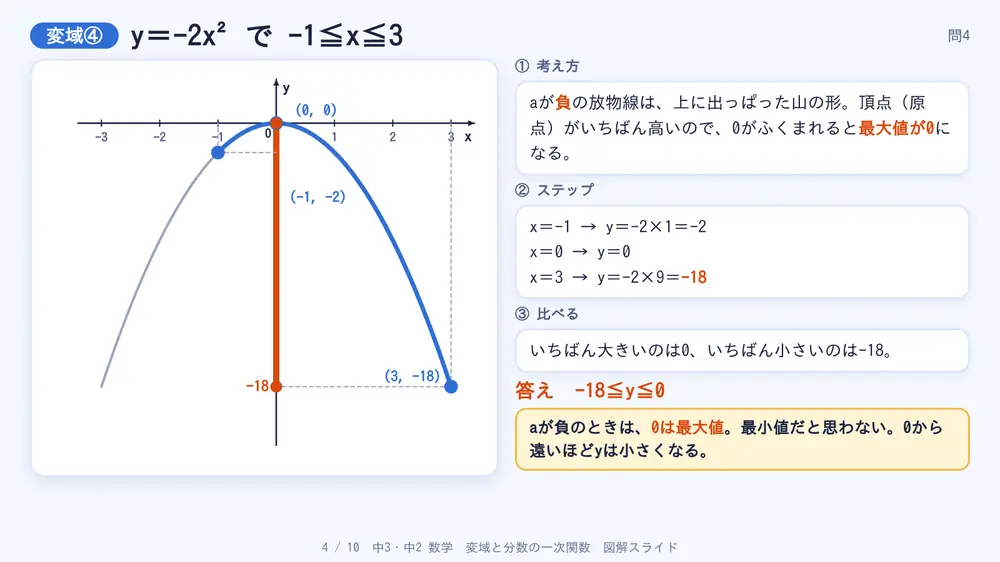 変域④ y＝−2x² で −1≦x≦3
問4
y
(0, 0)
−3 −2 −1 0 1 2 3 x
(−1, −2)
(3, −18)
−18
① 考え方
aが負の放物線は、上に出っぱった山の形。頂点（原
点）がいちばん高いので、0がふくまれると最大値が0に
なる。
② ステップ
x＝−1 → y＝−2×1＝−2
x＝0 → y＝0
x＝3 → y＝−2×9＝−18
③ 比べる
いちばん大きいのは0、いちばん小さいのは−18。
答え −18≦y≦0
aが負のときは、0は最大値。最小値だと思わない。0から
遠いほどyは小さくなる。
4 / 10 中3・中2 数学 変域と分数の一次関数 図解スライド